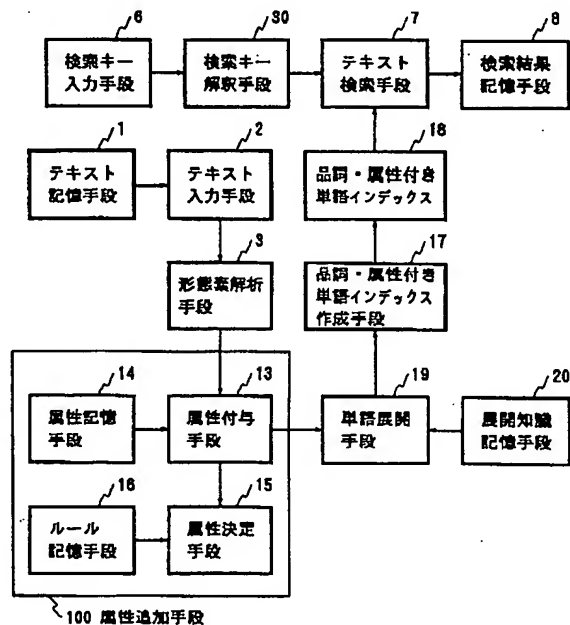 6
検索キー
入力手段
30
検索キー
解釈手段
7
テキスト
検索手段
8
検索結果
記憶手段
1
テキスト
記憶手段
2
テキスト
入力手段
18
品詞・属性付き
単語インデックス
3
形態素解析
手段
17
品詞・属性付き
単語インデックス
作成手段
14
属性記憶
手段
13
属性付与
手段
19
単語展開
手段
20
展開知識
記憶手段
16
ルール
記憶手段
15
属性決定
手段
100 属性追加手段